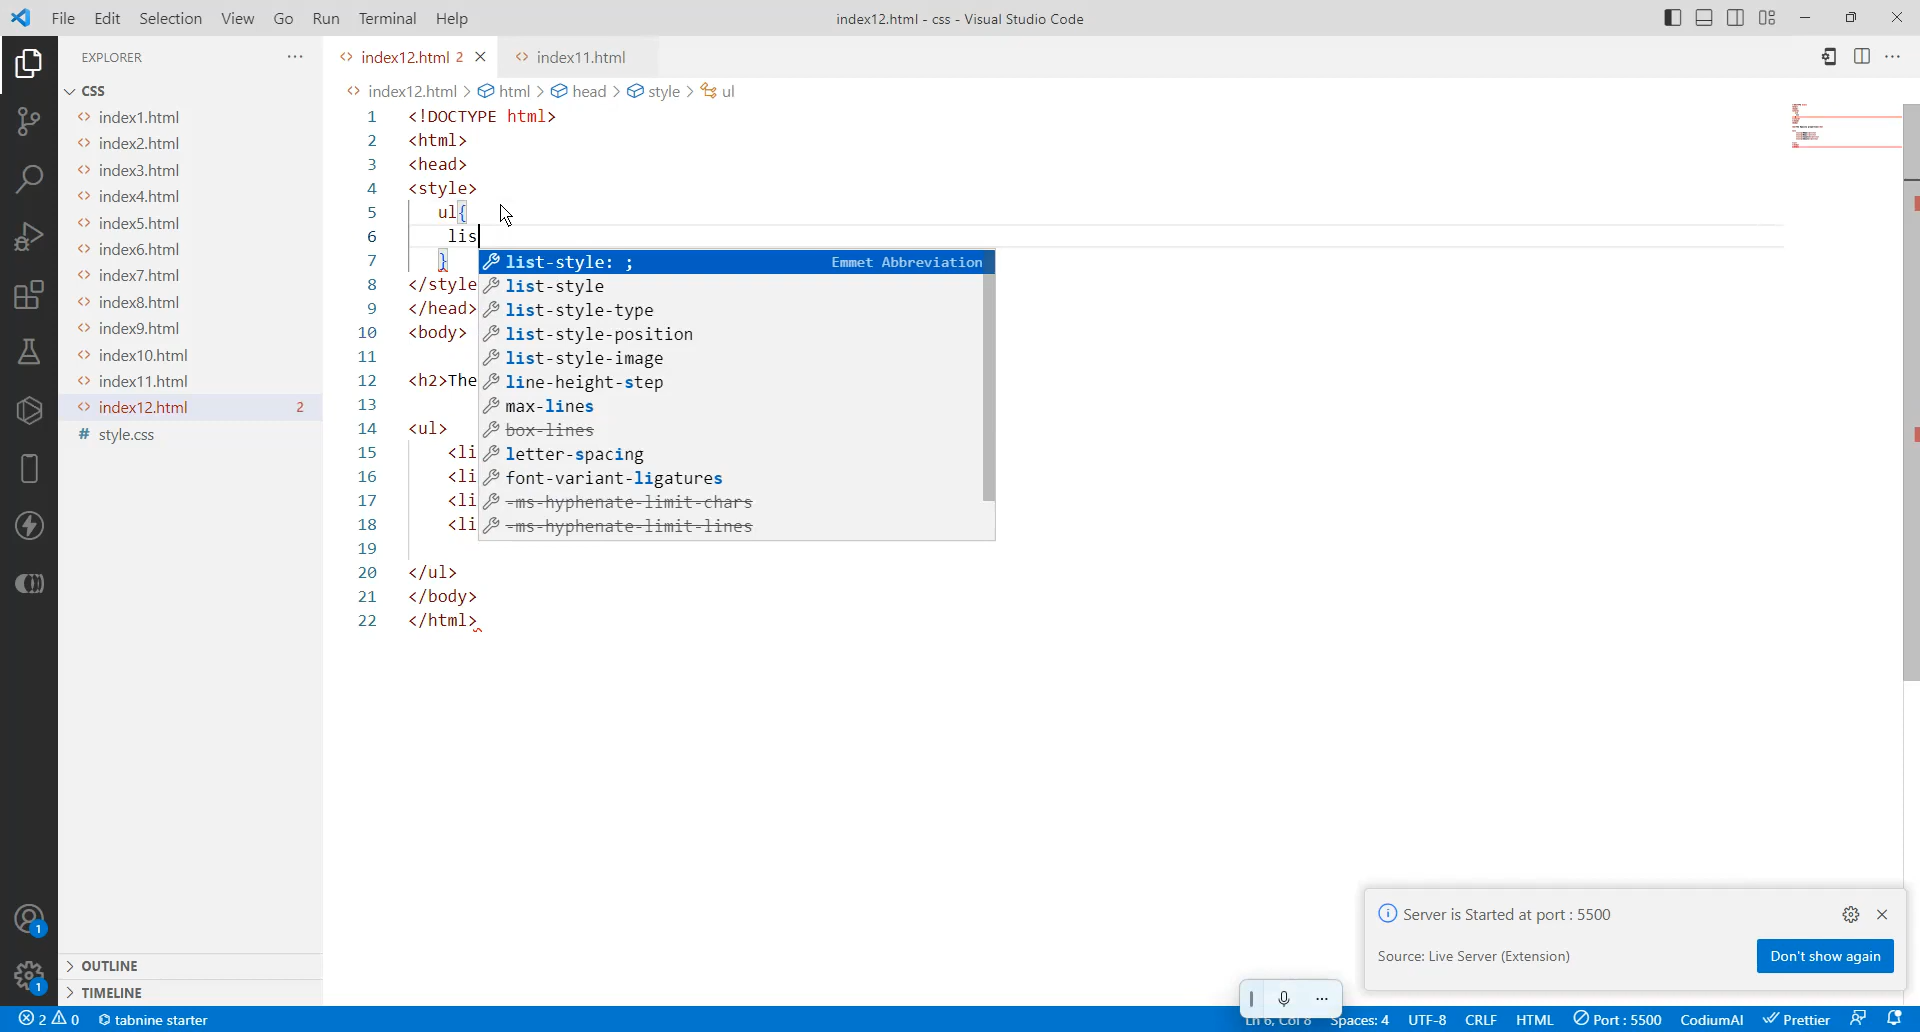 File Edit Selection View Go Run Terminal Help
index12.html - css - Visual Studio Code
EXPLORER
CSS
index1.html
index2.html
index3.html
index4.html
index5.html
index6.html
index7.html
index8.html
index9.html
index10.html
index11.html
index12.html 2
# style.css
OUTLINE
TIMELINE
index12.html 2 index11.html
index12.html > html > head > style > ul
1 <!DOCTYPE html>
2 <html>
3 <head>
4 <style>
5 ul{
6 lis
7 }
8 </style
9 </head>
10 <body>
11
12 <h2>The
13
14 <ul>
15 <li
16 <li
17 <li
18 <li
19
20 </ul>
21 </body>
22 </html>
list-style: ; Emmet Abbreviation
list-style
list-style-type
list-style-position
list-style-image
line-height-step
max-lines
box-lines
letter-spacing
font-variant-ligatures
-ms-hyphenate-limit-chars
-ms-hyphenate-limit-lines
Server is Started at port : 5500
Source: Live Server (Extension)
Don't show again
1
1
2 0 tabnine starter
Ln 6, Col 8 Spaces: 4 UTF-8 CRLF HTML Port : 5500 CodiumAI Prettier